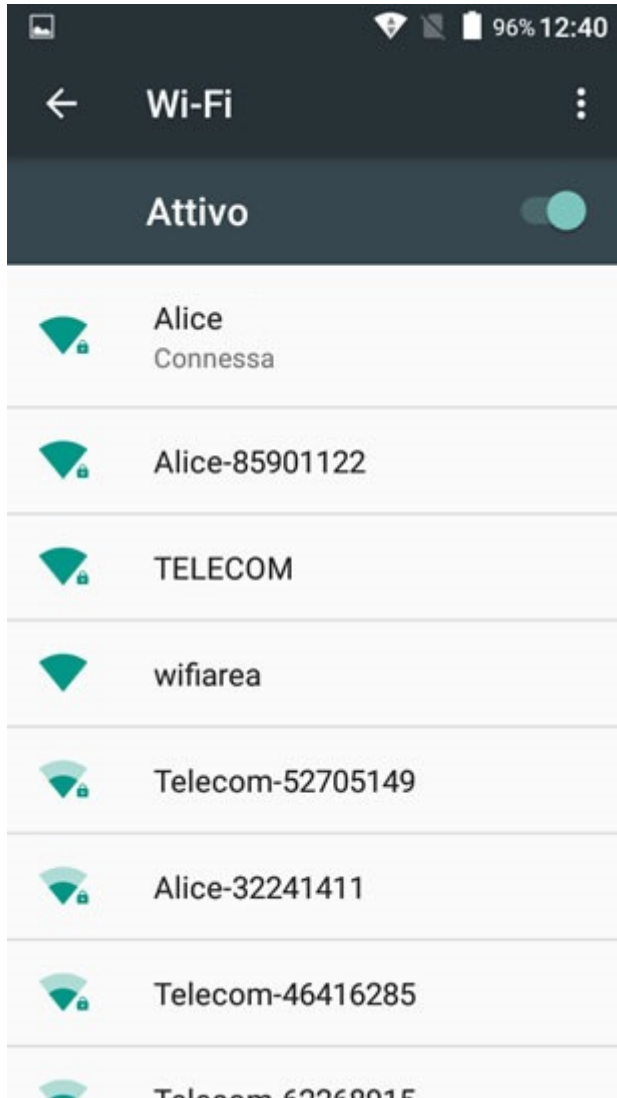 96% 12:40
Wi-Fi
Attivo
Alice
Connessa
Alice-85901122
TELECOM
wifiarea
Telecom-52705149
Alice-32241411
Telecom-46416285